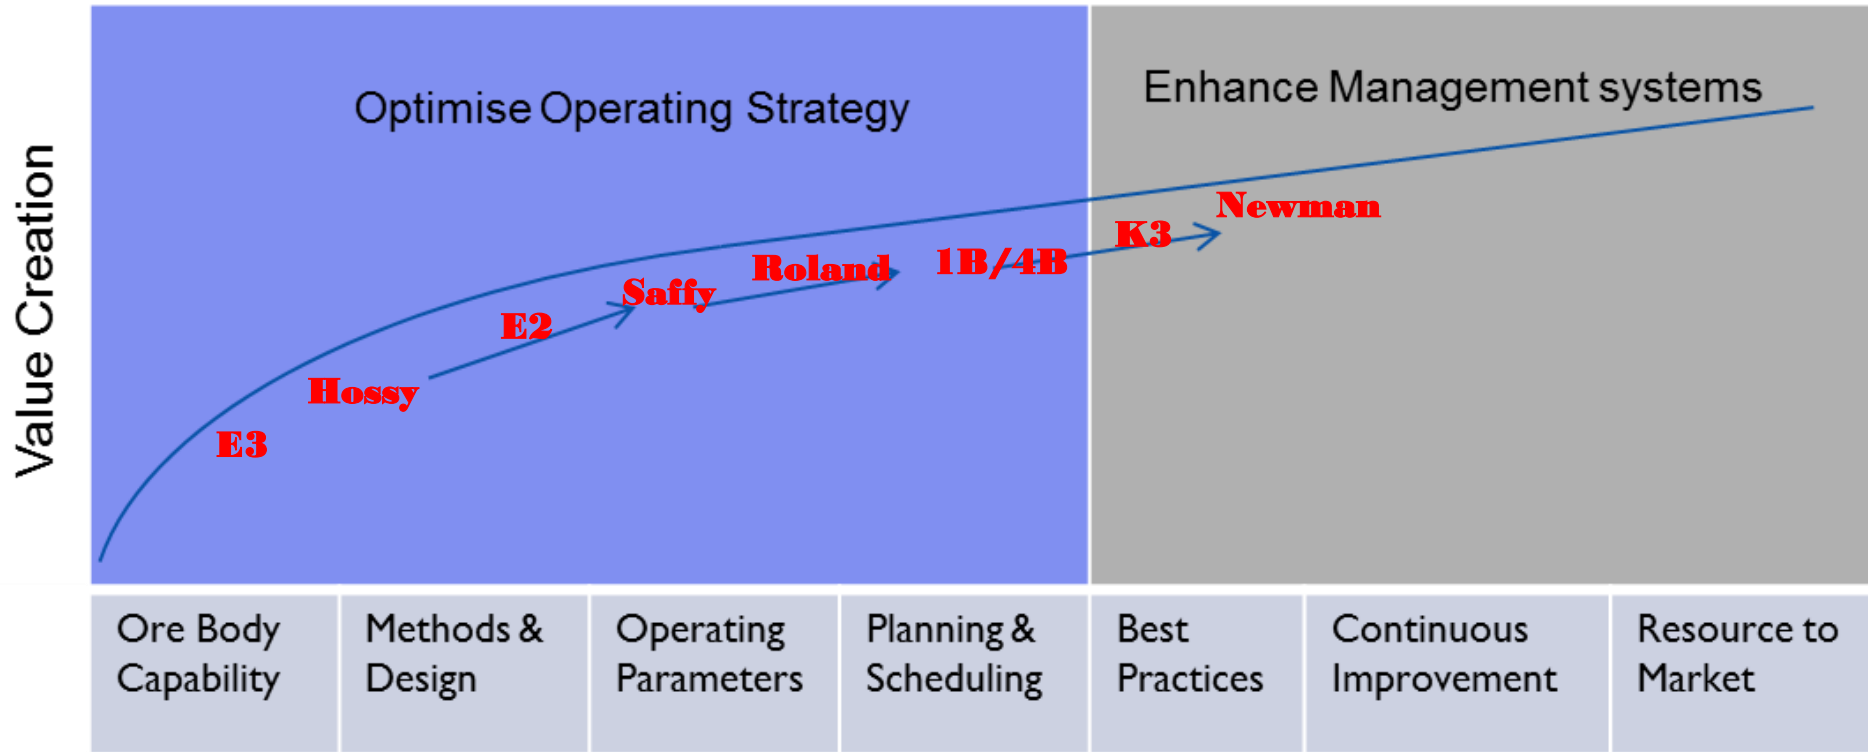 Optimise Operating Strategy
Enhance Management systems
Value Creation
Newman
K3
1B/4B
Roland
Saffy
E2
Hossy
E3
Ore Body
Capability
Methods &
Design
Operating
Parameters
Planning &
Scheduling
Best
Practices
Continuous
Improvement
Resource to
Market